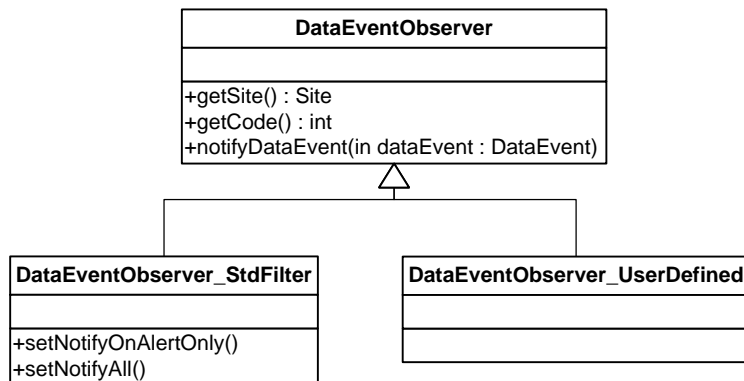 DataEventObserver
+getSite() : Site
+getCode() : int
+notifyDataEvent(in dataEvent : DataEvent)
DataEventObserver_StdFilter
+setNotifyOnAlertOnly()
+setNotifyAll()
DataEventObserver_UserDefined